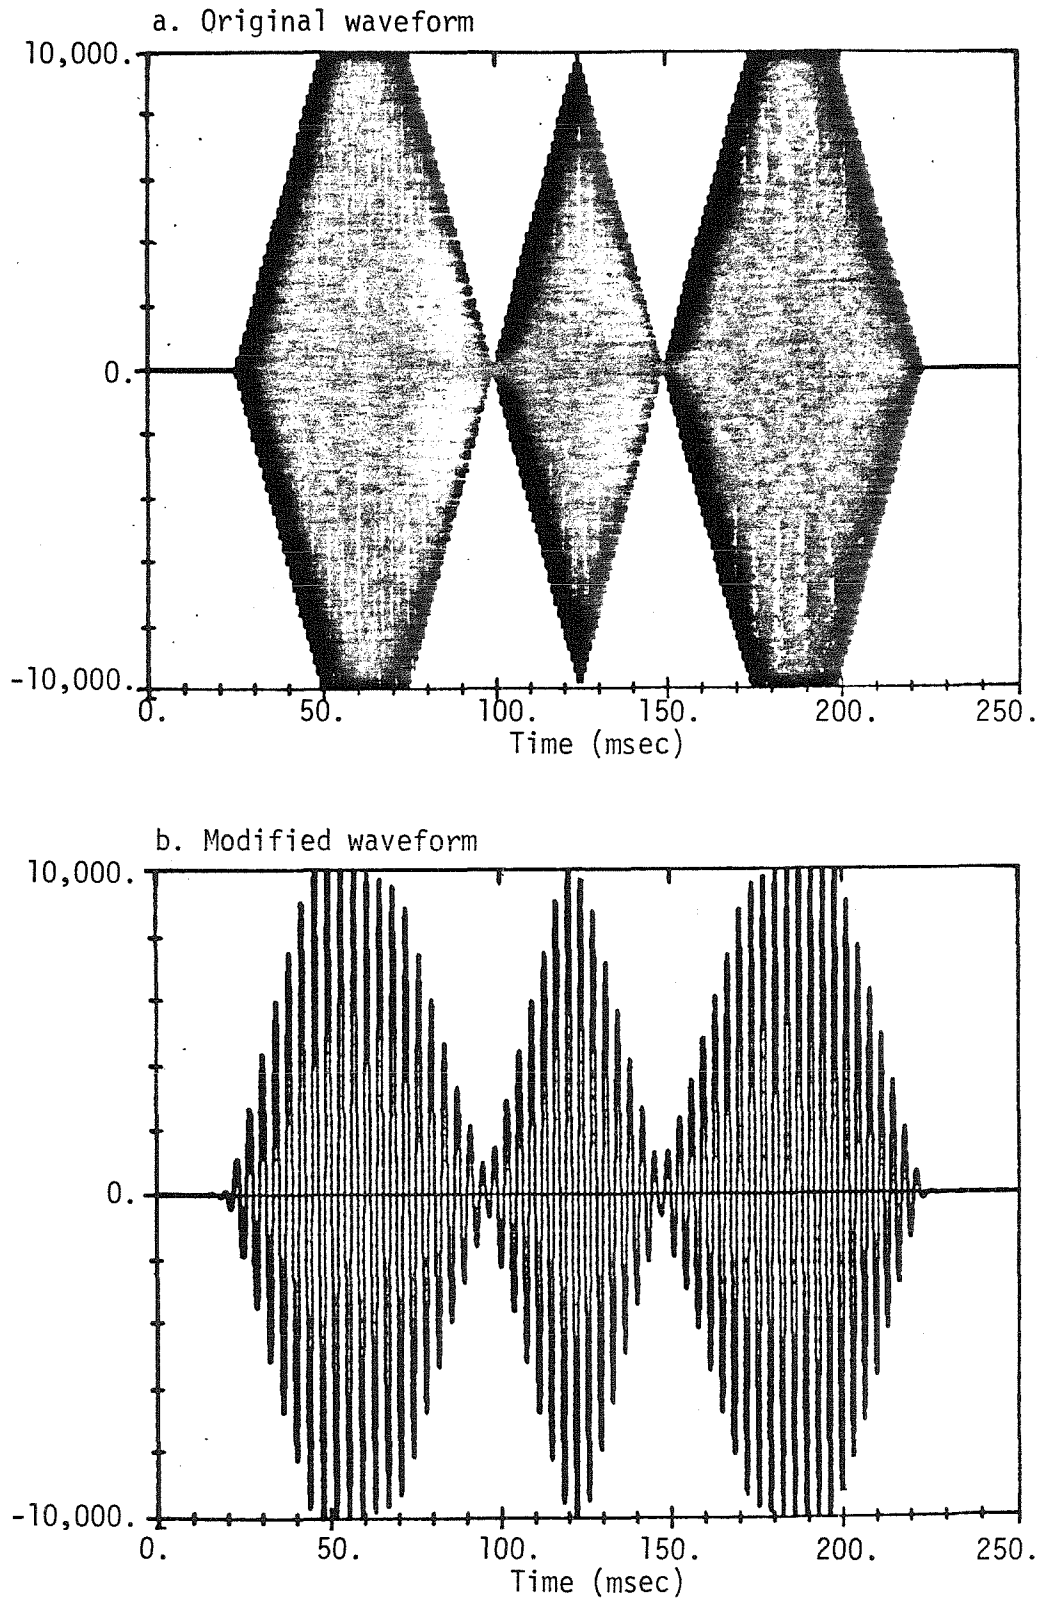 a. Original waveform
10,000.
0.
-10,000.
0. 50. 100. 150. 200. 250.
Time (msec)
b. Modified waveform
10,000.
0.
-10,000.
0. 50. 100. 150. 200. 250.
Time (msec)